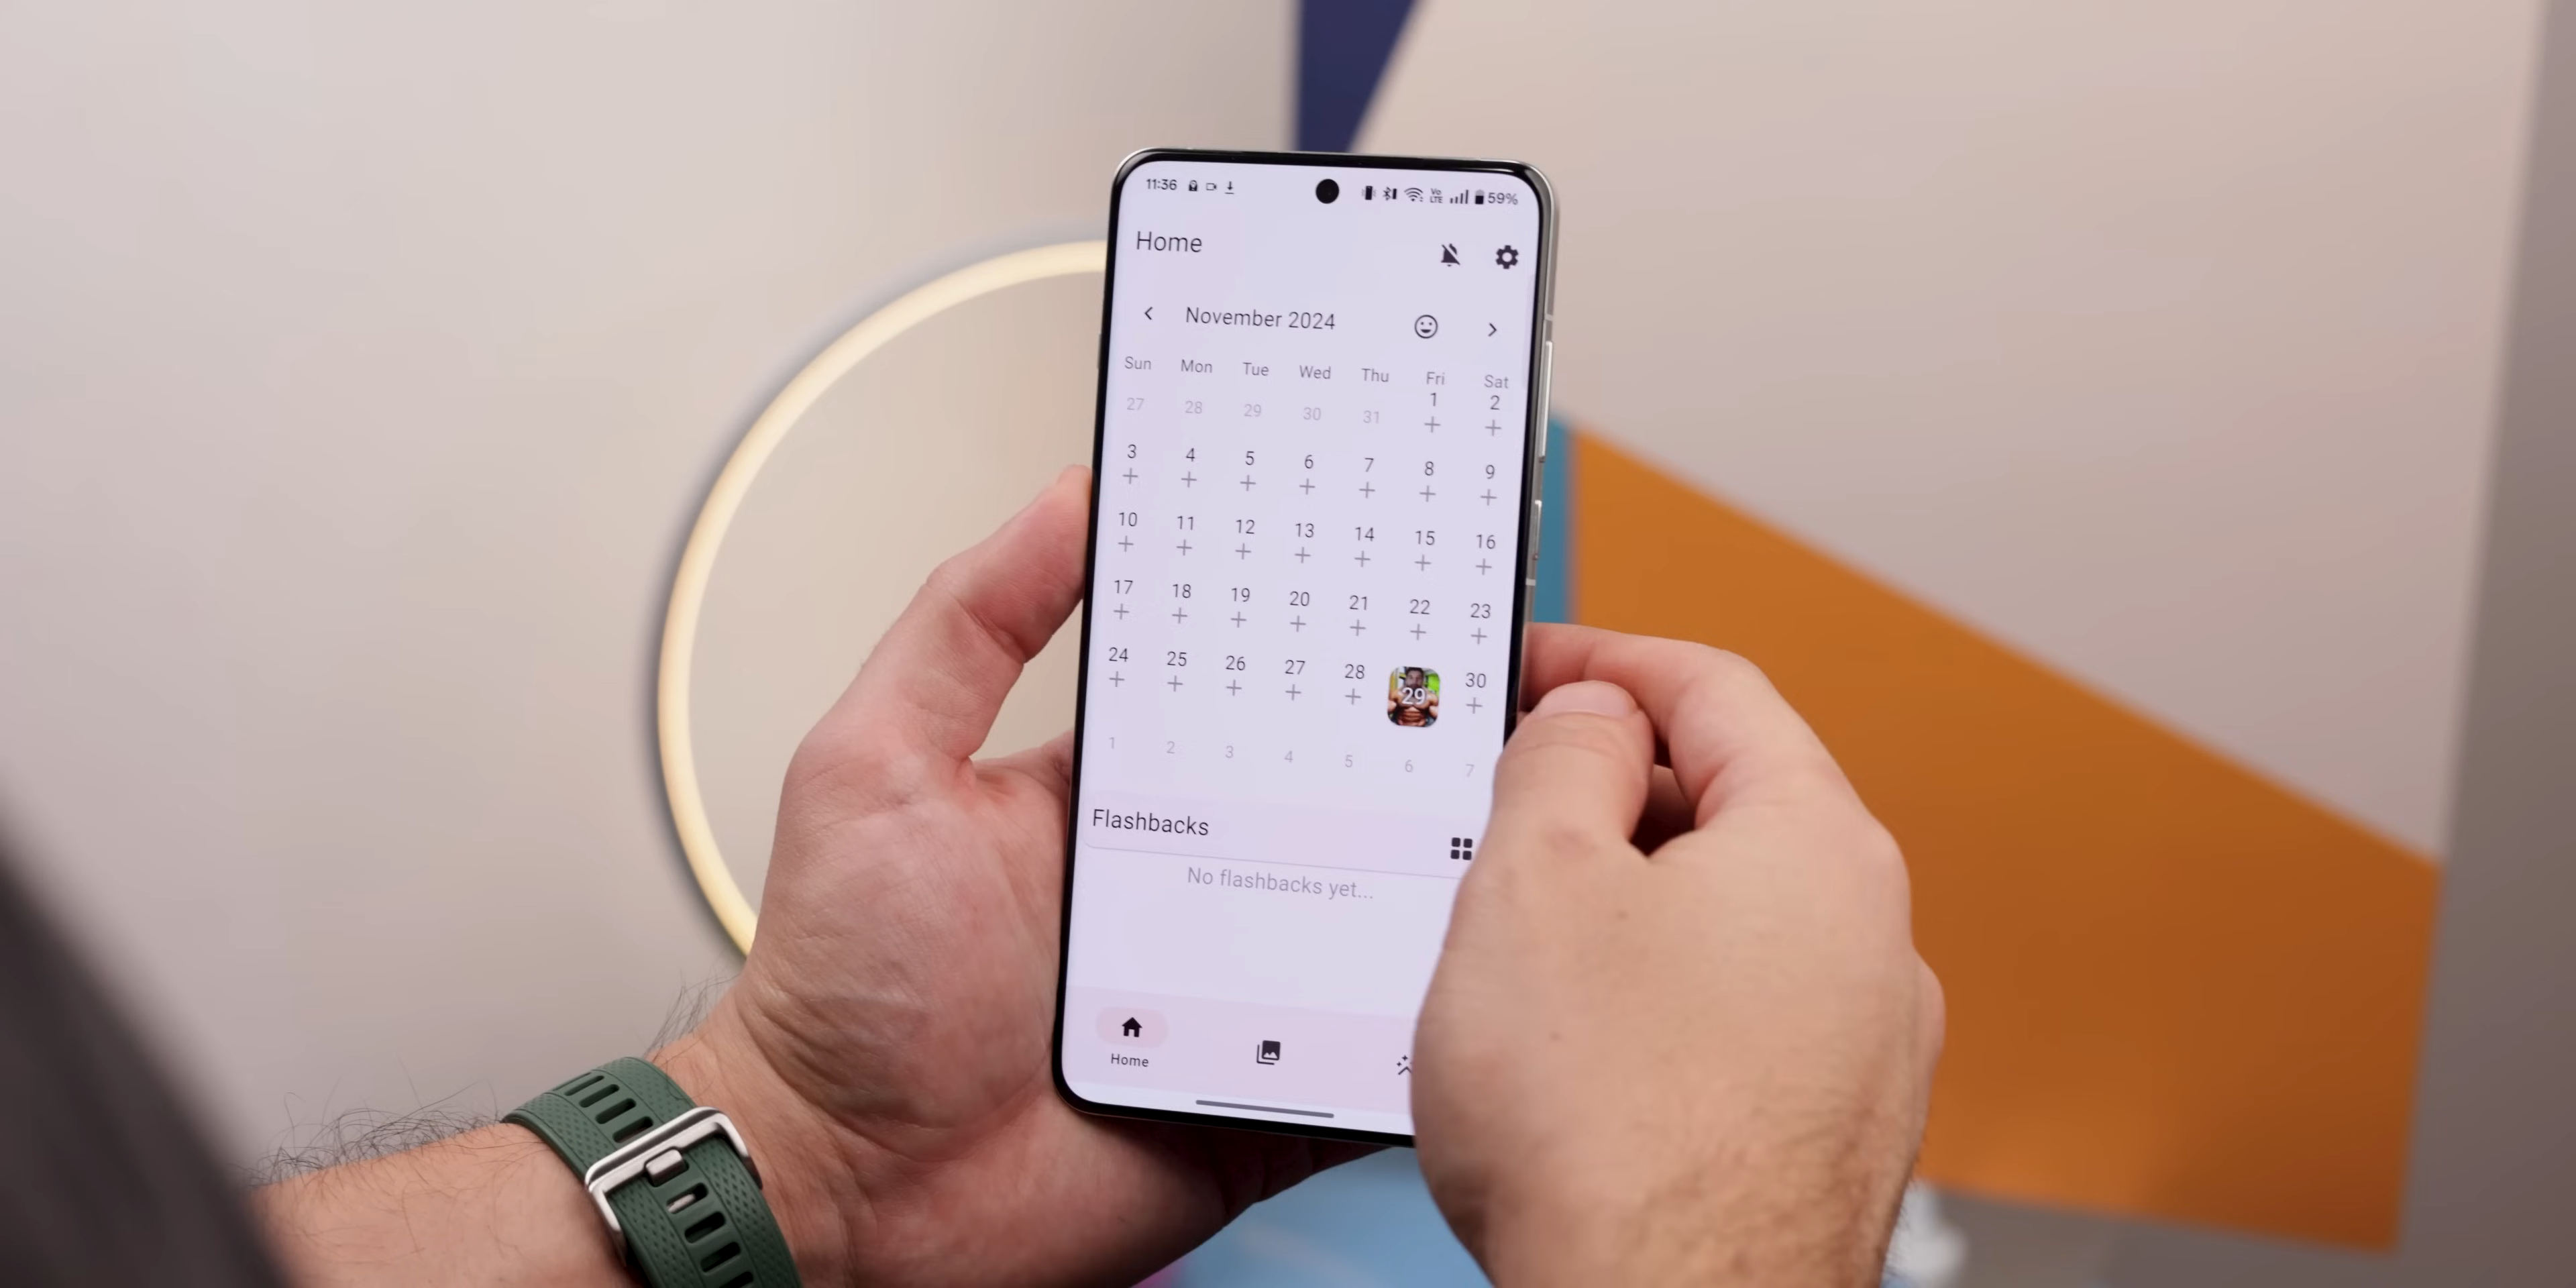 11:36 Vo LTE 59%
Home
November 2024
Sun Mon Tue Wed Thu Fri Sat
27 28 29 30 31 1 2
+ +
3 4 5 6 7 8 9
+ + + + + + +
10 11 12 13 14 15 16
+ + + + + + +
17 18 19 20 21 22 23
+ + + + + + +
24 25 26 27 28 29 30
+ + + + + +
1 2 3 4 5 6 7
Flashbacks
No flashbacks yet...
Home